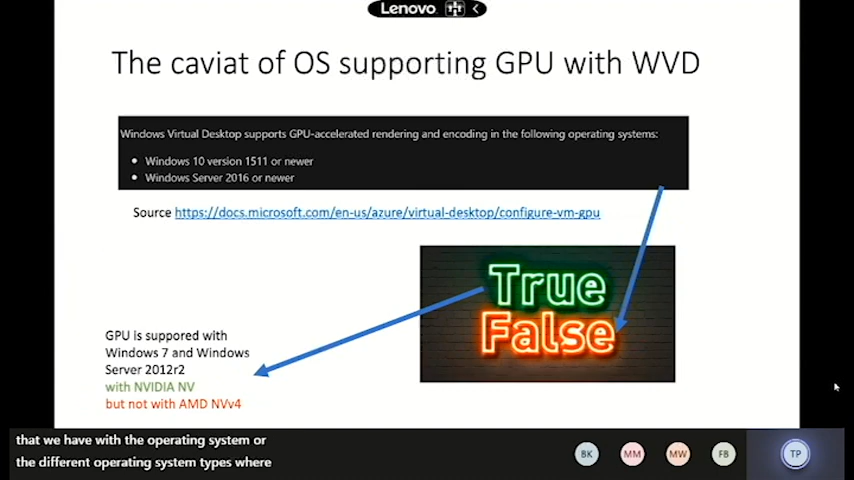 Lenovo
The caviat of OS supporting GPU with WVD
Windows Virtual Desktop supports GPU-accelerated rendering and encoding in the following operating systems:
• Windows 10 version 1511 or newer
• Windows Server 2016 or newer
Source https://docs.microsoft.com/en-us/azure/virtual-desktop/configure-vm-gpu
True
False
GPU is suppored with
Windows 7 and Windows
Server 2012r2
with NVIDIA NV
but not with AMD NVv4
that we have with the operating system or
the different operating system types where
BK MM MW FB TP